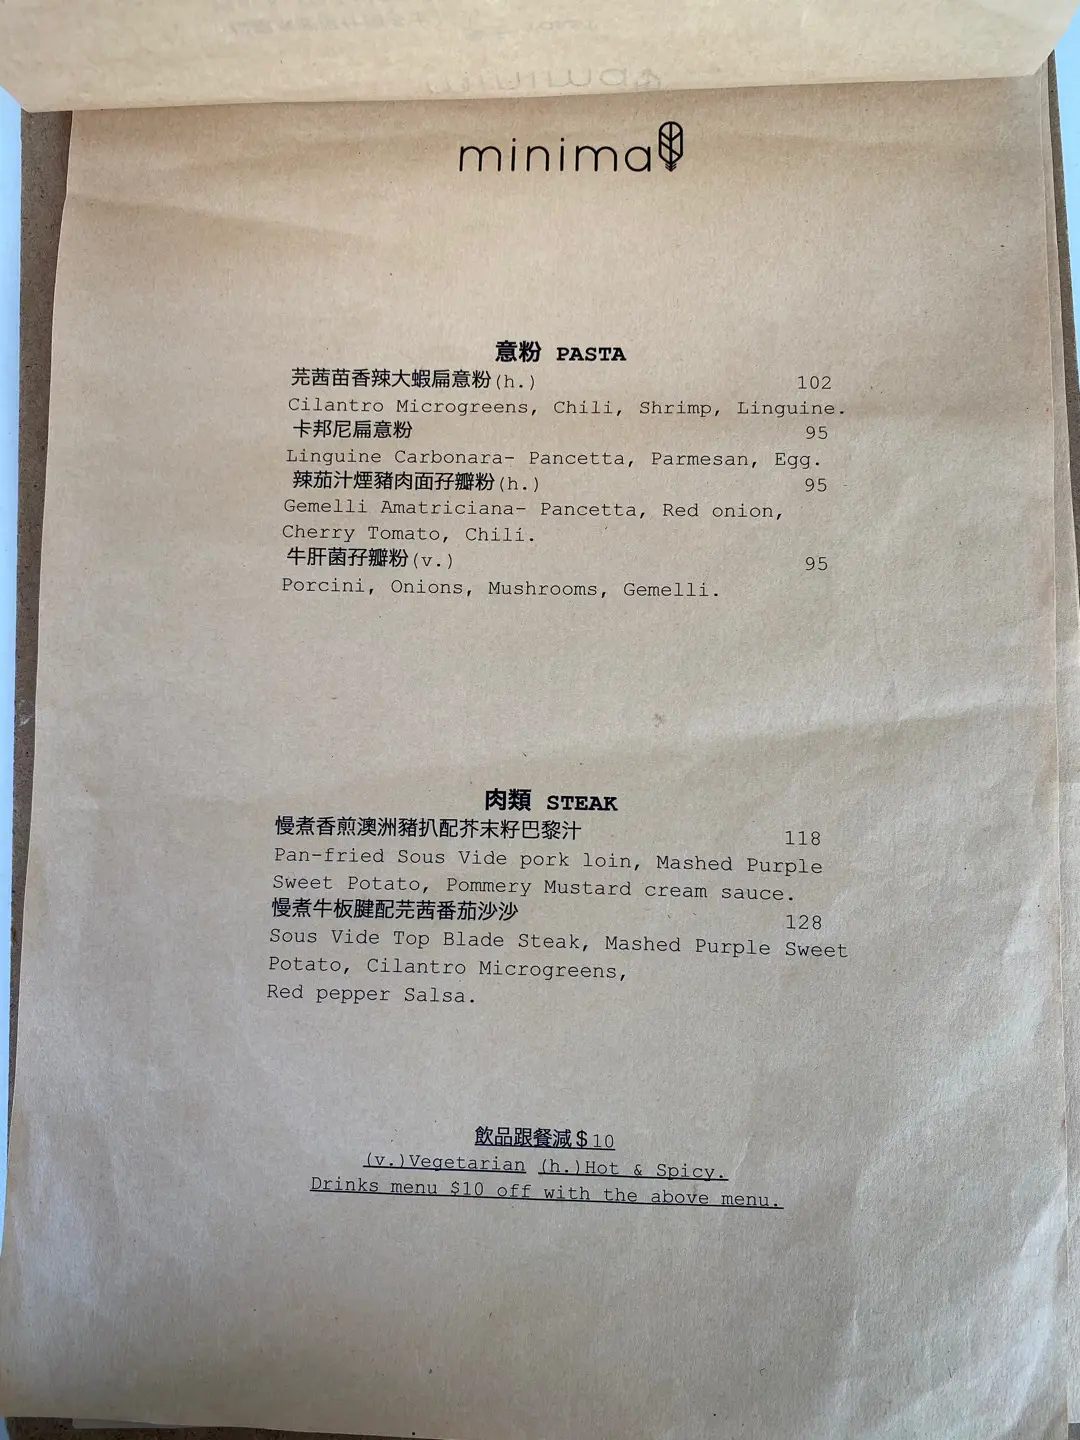 minima
意粉 PASTA
芫茜苗香辣大蝦扁意粉(h.) 102
Cilantro Microgreens, Chili, Shrimp, Linguine.
卡邦尼扁意粉 95
Linguine Carbonara- Pancetta, Parmesan, Egg.
辣茄汁煙豬肉面孖瓣粉(h.) 95
Gemelli Amatriciana- Pancetta, Red onion,
Cherry Tomato, Chili.
牛肝菌孖瓣粉(v.) 95
Porcini, Onions, Mushrooms, Gemelli.
肉類 STEAK
慢煮香煎澳洲豬扒配芥末籽巴黎汁 118
Pan-fried Sous Vide pork loin, Mashed Purple
Sweet Potato, Pommery Mustard cream sauce.
慢煮牛板腱配芫茜番茄沙沙 128
Sous Vide Top Blade Steak, Mashed Purple Sweet
Potato, Cilantro Microgreens,
Red pepper Salsa.
飲品跟餐減$10
(v.)Vegetarian (h.)Hot & Spicy.
Drinks menu $10 off with the above menu.